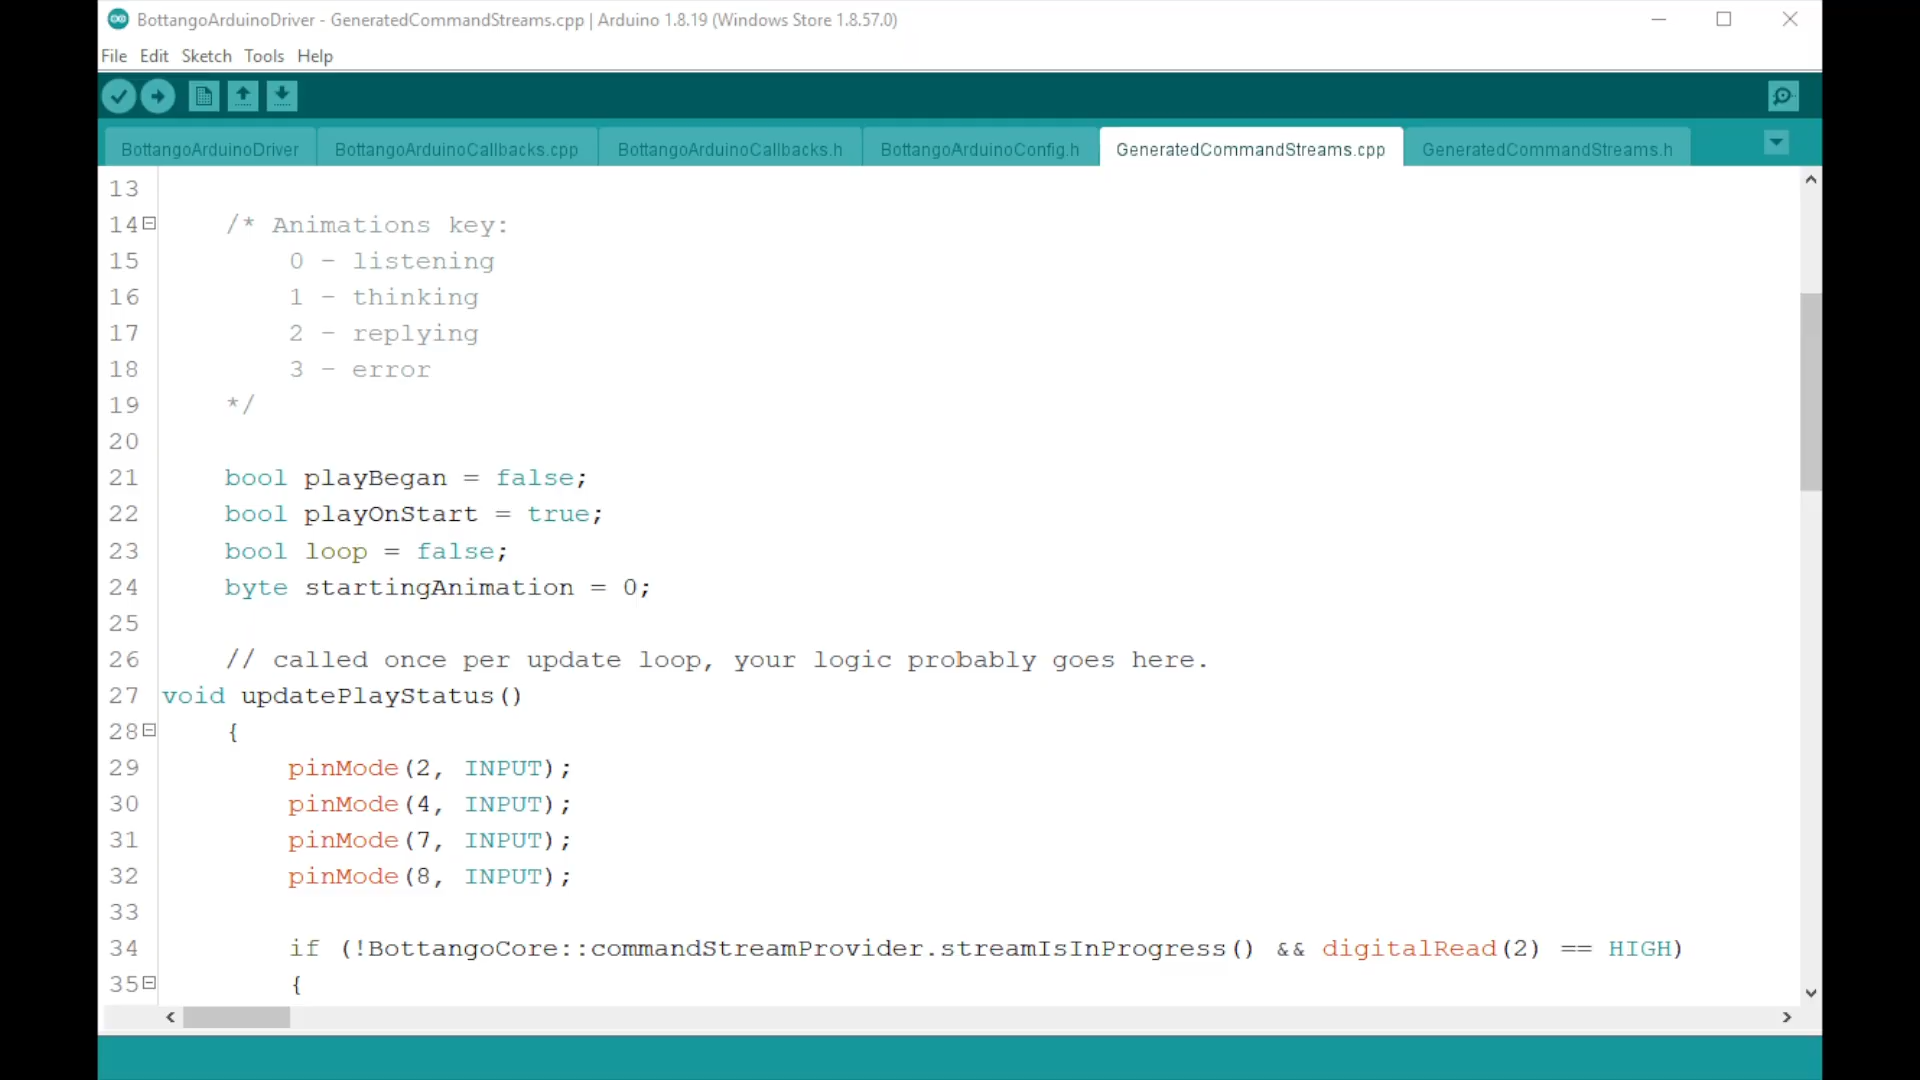 BottangoArduinoDriver - GeneratedCommandStreams.cpp | Arduino 1.8.19 (Windows Store 1.8.57.0)
File Edit Sketch Tools Help
BottangoArduinoDriver BottangoArduinoCallbacks.cpp BottangoArduinoCallbacks.h BottangoArduinoConfig.h GeneratedCommandStreams.cpp GeneratedCommandStreams.h
13
14 /* Animations key:
15 0 - listening
16 1 - thinking
17 2 - replying
18 3 - error
19 */
20
21 bool playBegan = false;
22 bool playOnStart = true;
23 bool loop = false;
24 byte startingAnimation = 0;
25
26 // called once per update loop, your logic probably goes here.
27 void updatePlayStatus()
28 {
29 pinMode(2, INPUT);
30 pinMode(4, INPUT);
31 pinMode(7, INPUT);
32 pinMode(8, INPUT);
33
34 if (!BottangoCore::commandStreamProvider.streamIsInProgress() && digitalRead(2) == HIGH)
35 {